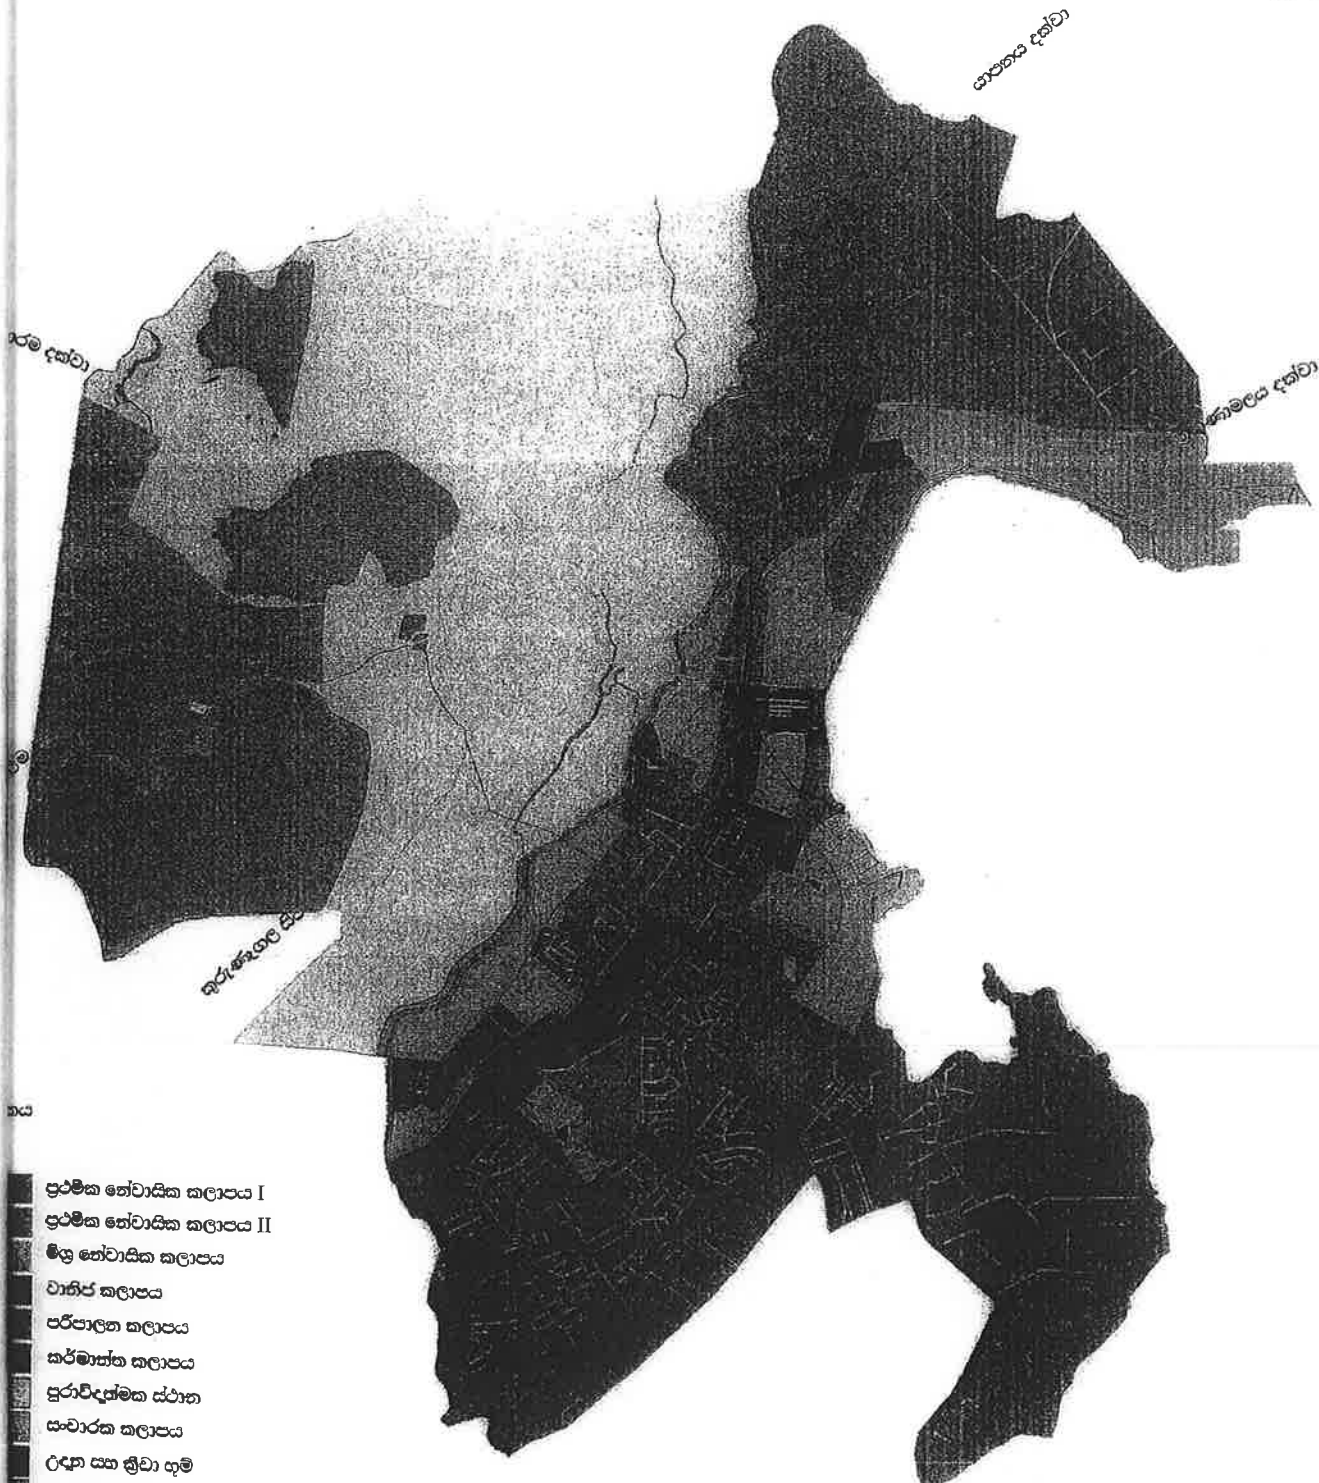 යාපනය දක්වා
දක්වා
දක්වා
කුරුණෑගල සිට
ප්‍රථමික නේවාසික කලාපය I
ප්‍රථමික නේවාසික කලාපය II
මිශ්‍ර නේවාසික කලාපය
වානිජ කලාපය
පරිපාලන කලාපය
කර්මාන්ත කලාපය
පුරාවිද්‍යාත්මක ස්ථාන
සංචාරක කලාපය
උද්‍යාන සහ ක්‍රීඩා භූමි